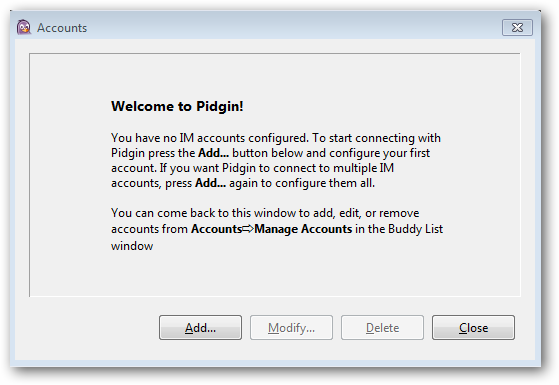 Accounts
Welcome to Pidgin!
You have no IM accounts configured. To start connecting with
Pidgin press the Add... button below and configure your first
account. If you want Pidgin to connect to multiple IM
accounts, press Add... again to configure them all.
You can come back to this window to add, edit, or remove
accounts from Accounts⇨Manage Accounts in the Buddy List
window
Add... Modify... Delete Close